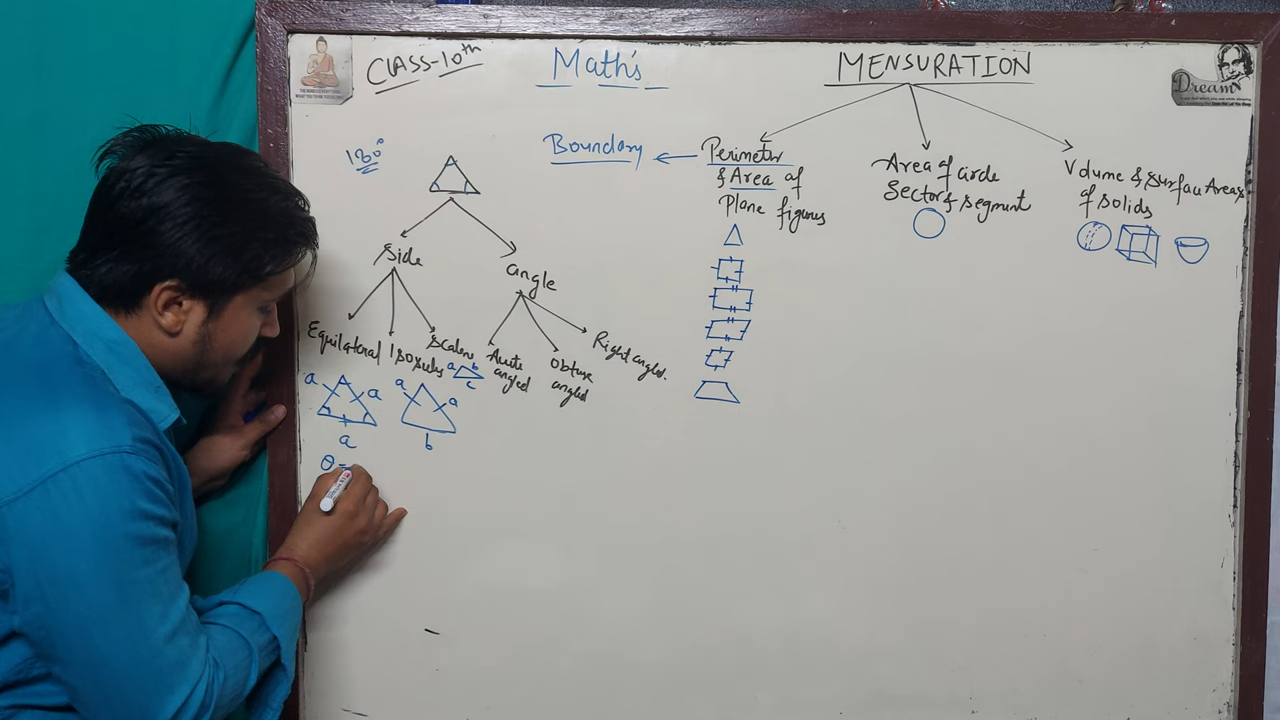 CLASS-10th
Math's
MENSURATION
Dream
180°
Boundary
Perimeter
& Area of
Plane figures
Area of circle
Sector & segment
Volume & Surface Areas
of solids
Side
angle
Equilateral
Isosceles
Scalene
Acute
angled
Obtuse
angled
Right angled.
a
a
a
a
a
b
a
b
c
θ =